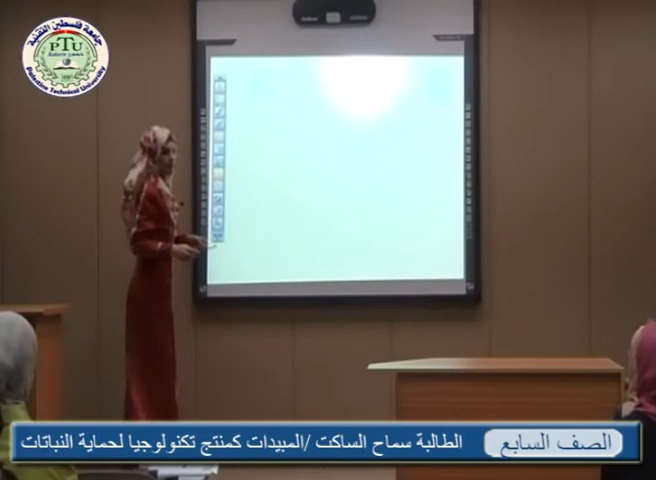 جامعة فلسطين التقنية
PTU
Palestine Technical University
الصف السابع
الطالبة سماح الساكت /المبيدات كمنتج تكنولوجيا لحماية النباتات